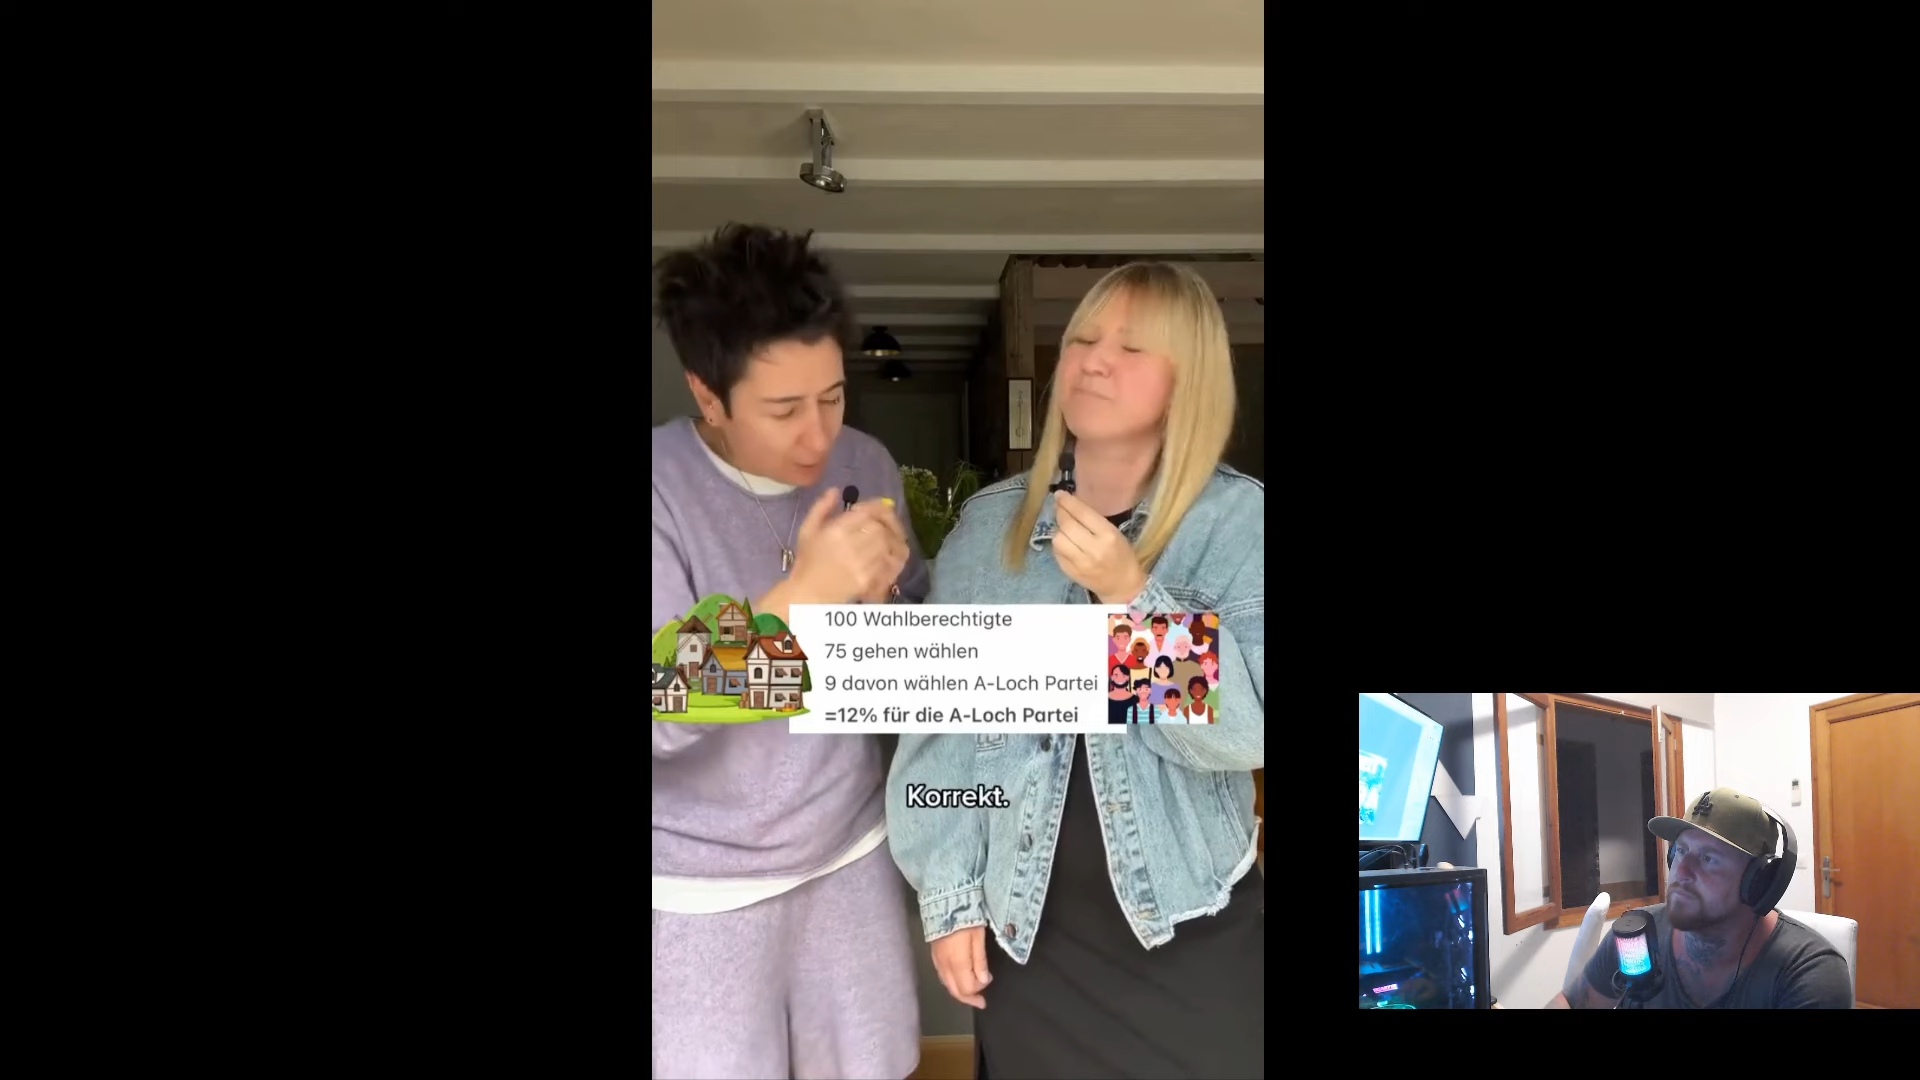 100 Wahlberechtigte
75 gehen wählen
9 davon wählen A-Loch Partei
=12% für die A-Loch Partei
Korrekt.